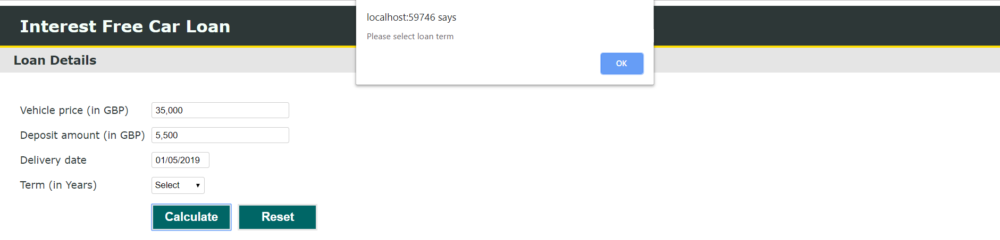 localhost:59746 says
Please select loan term
OK
Interest Free Car Loan
Loan Details
Vehicle price (in GBP) 35,000
Deposit amount (in GBP) 5,500
Delivery date 01/05/2019
Term (in Years) Select
Calculate Reset